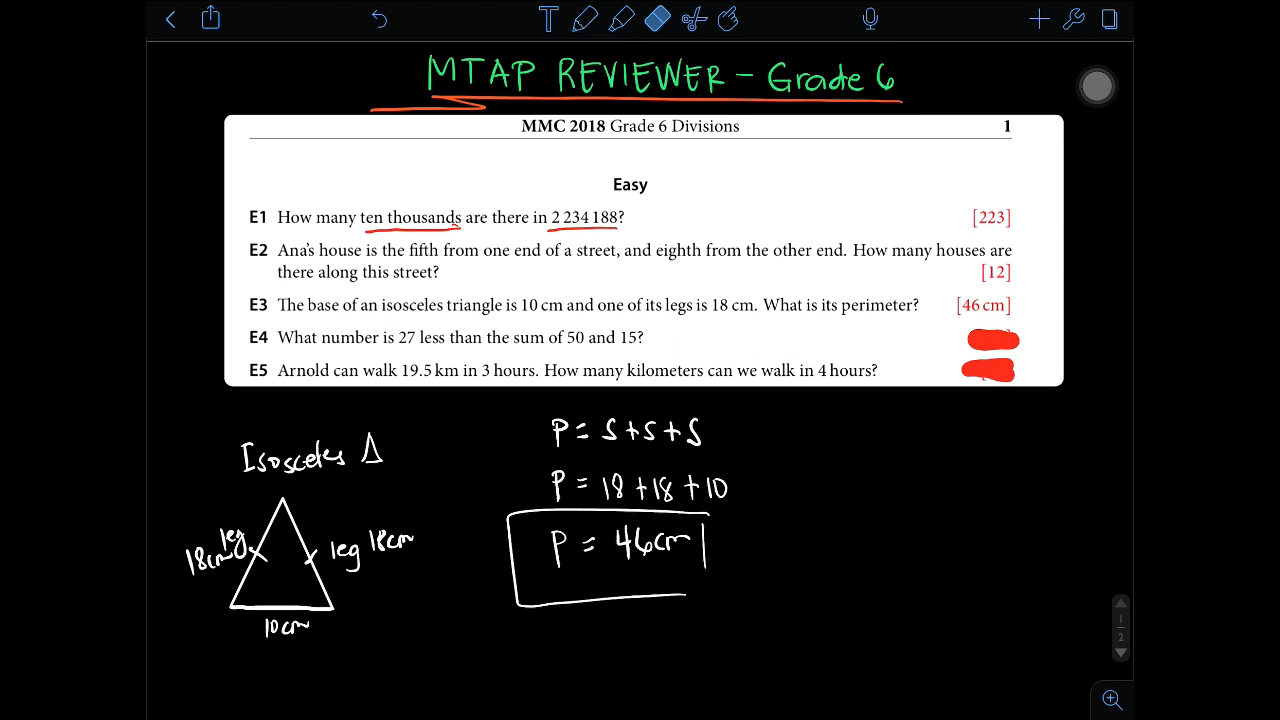 MTAP REVIEWER - Grade 6
MMC 2018 Grade 6 Divisions 1
Easy
E1 How many ten thousands are there in 2 234 188? [223]
E2 Ana's house is the fifth from one end of a street, and eighth from the other end. How many houses are
there along this street? [12]
E3 The base of an isosceles triangle is 10 cm and one of its legs is 18 cm. What is its perimeter? [46 cm]
E4 What number is 27 less than the sum of 50 and 15?
E5 Arnold can walk 19.5 km in 3 hours. How many kilometers can we walk in 4 hours?
Isosceles Δ
leg
18cm
leg 18cm
10cm
P = S+S+S
P = 18+18+10
P = 46cm
1
2